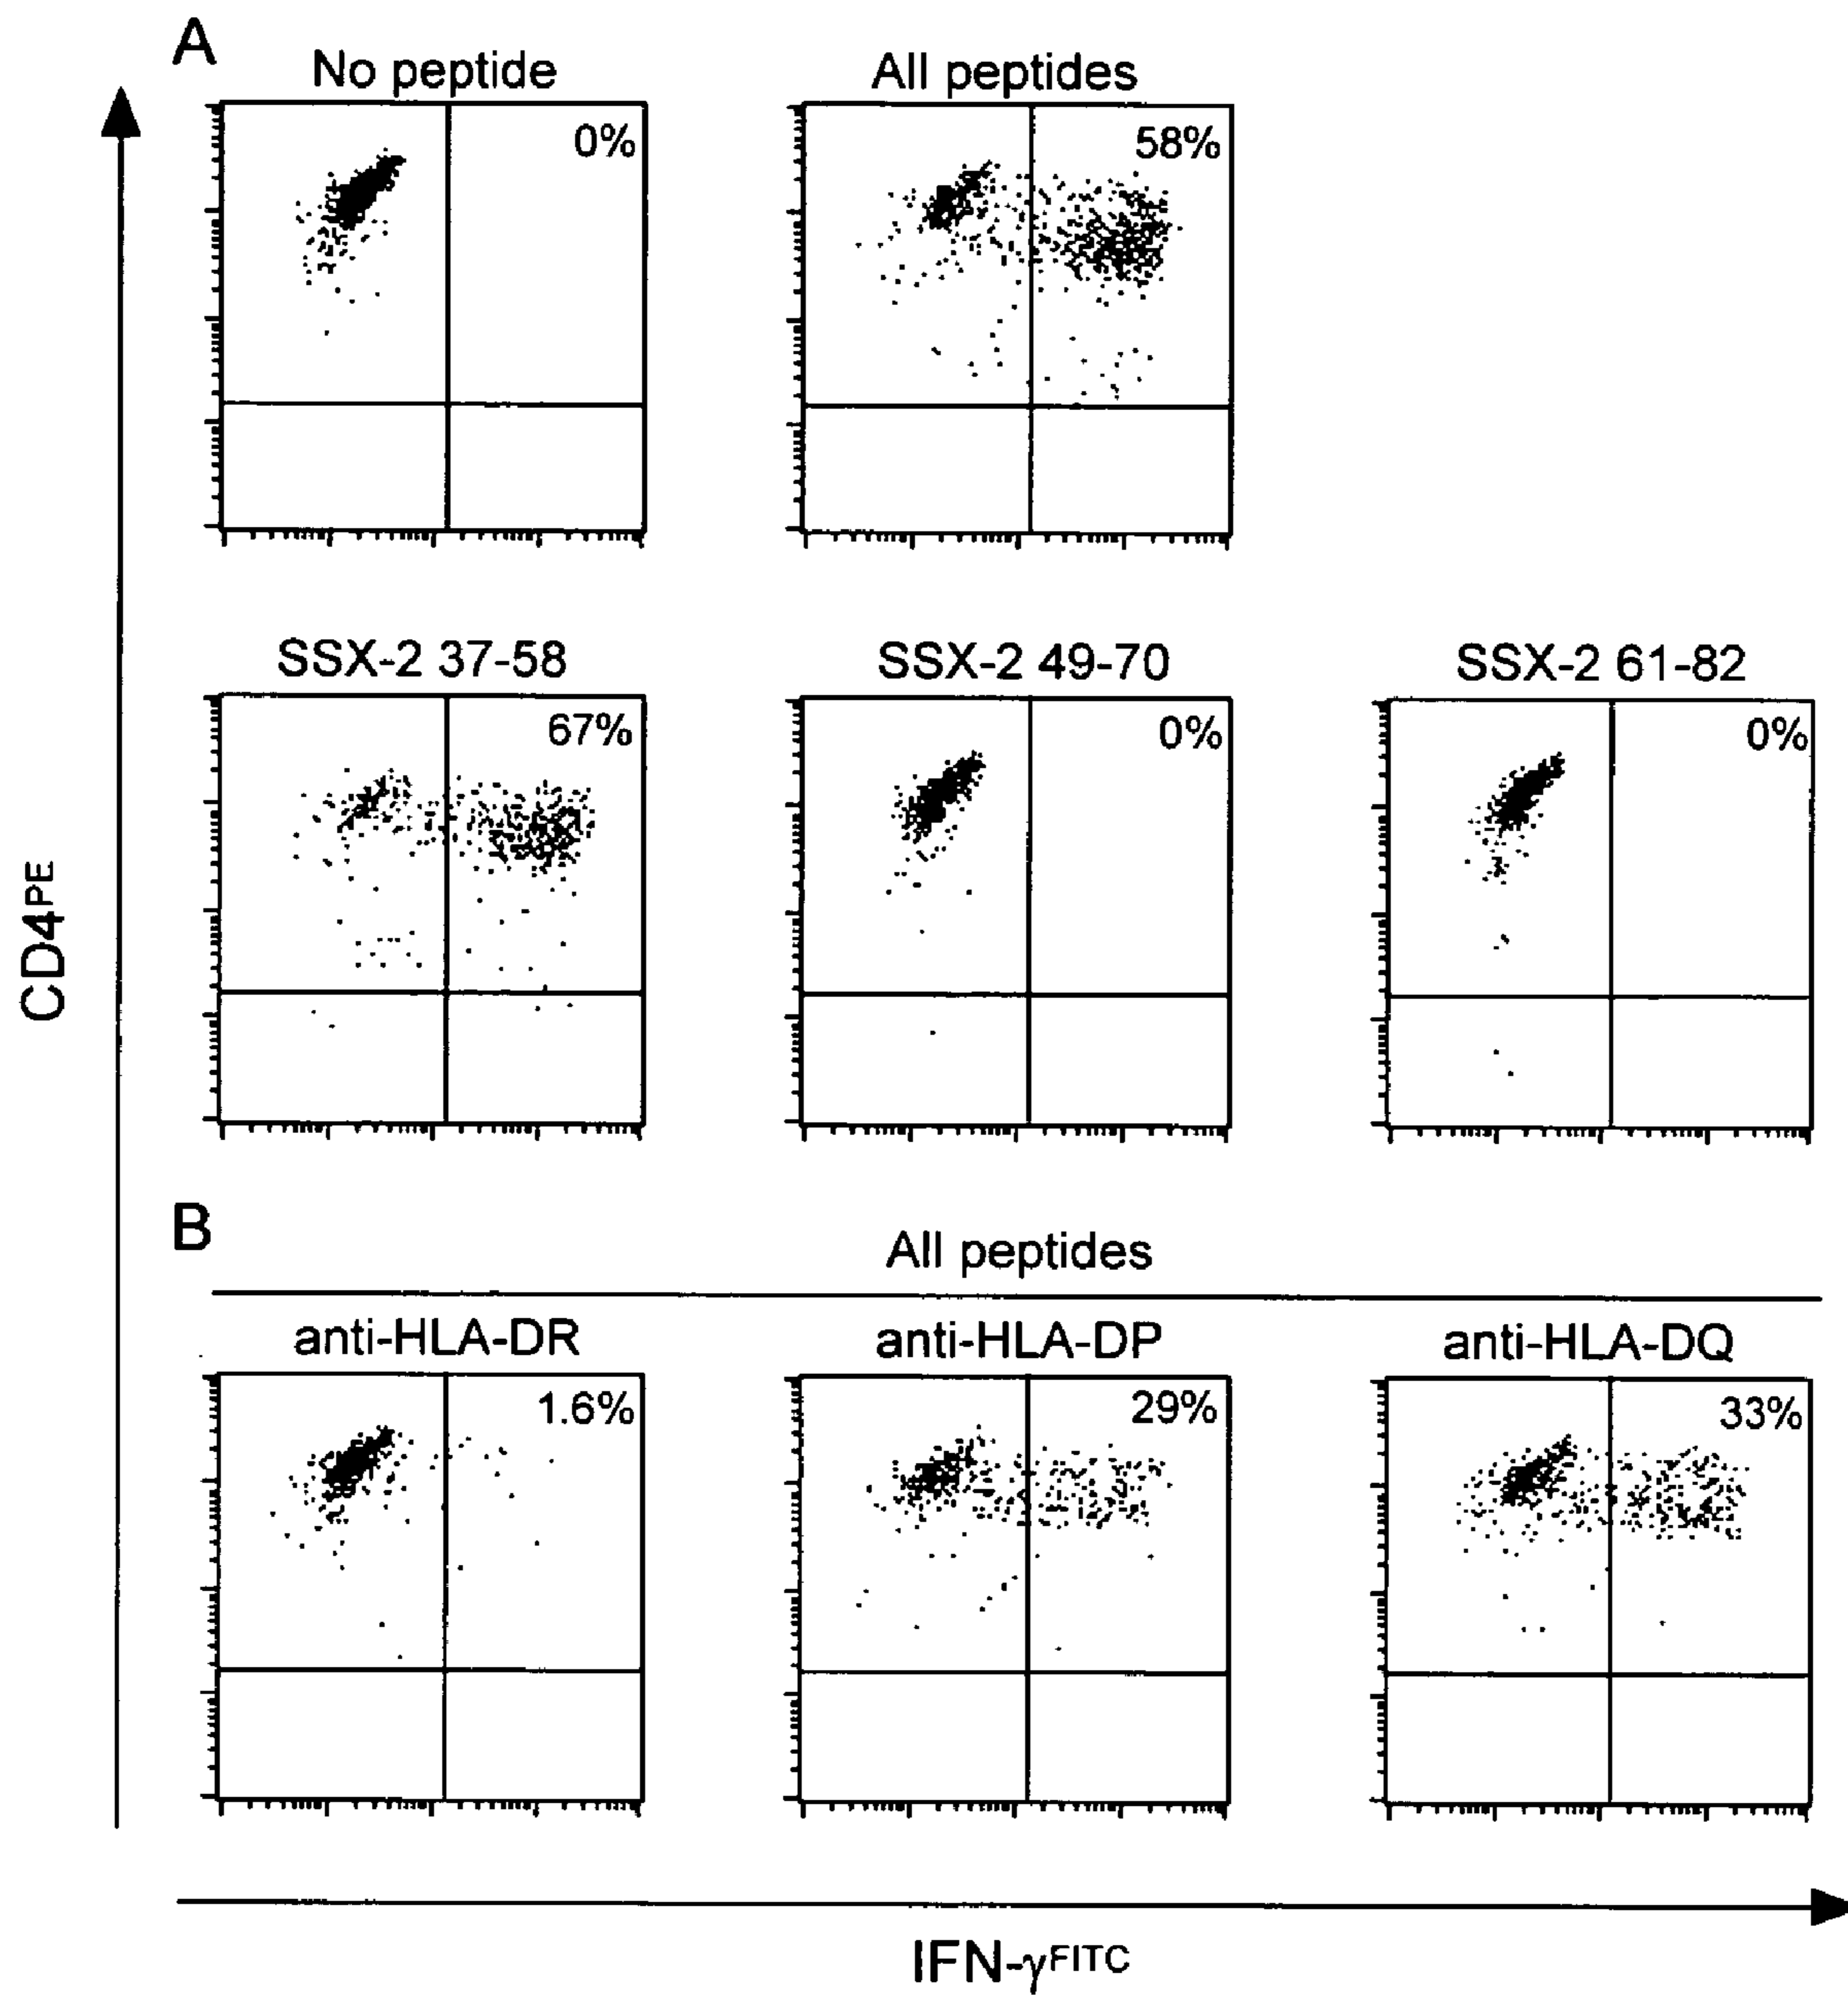 A
No peptide
All peptides
0%
58%
SSX-2 37-58
SSX-2 49-70
SSX-2 61-82
67%
0%
0%
CD4PE
B
All peptides
anti-HLA-DR
anti-HLA-DP
anti-HLA-DQ
1.6%
29%
33%
IFN-γFITC